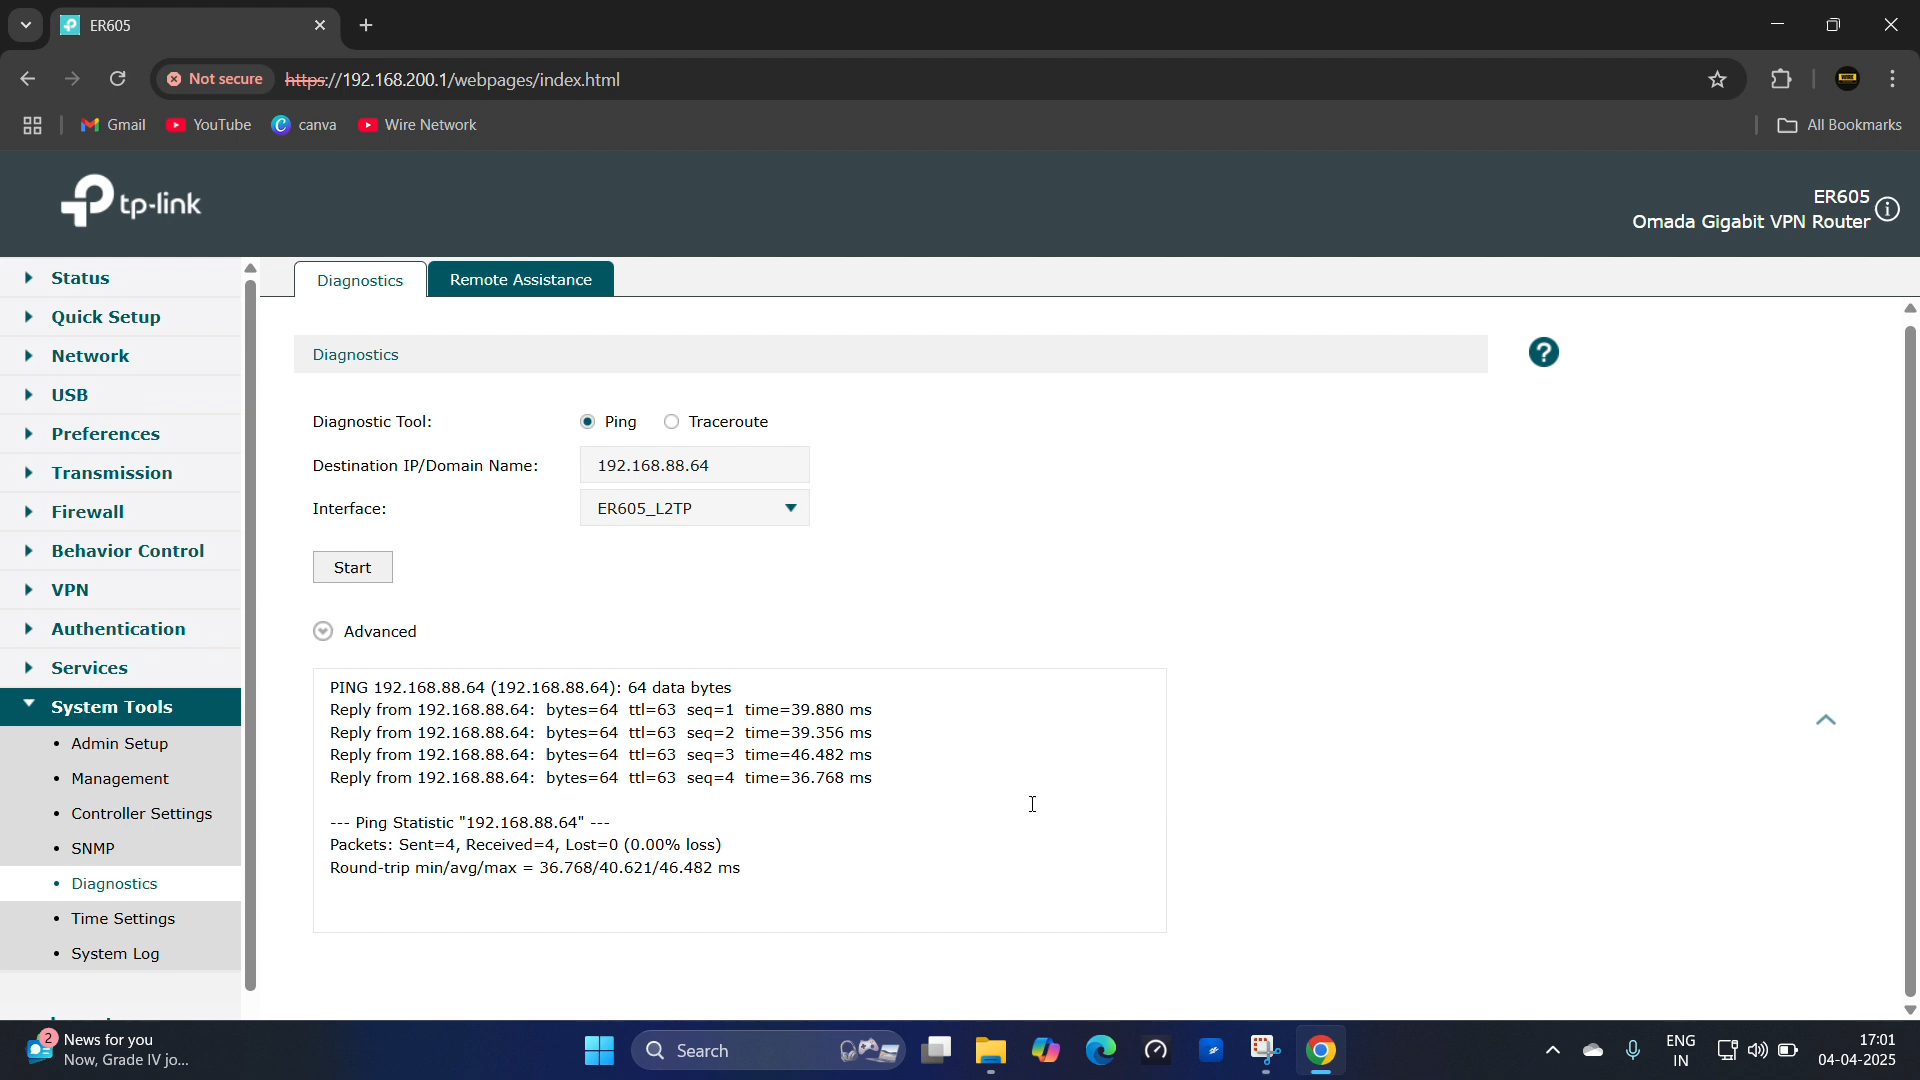 ER605
Not secure https://192.168.200.1/webpages/index.html
Gmail YouTube canva Wire Network All Bookmarks
tp-link
ER605
Omada Gigabit VPN Router
Status
Quick Setup
Network
USB
Preferences
Transmission
Firewall
Behavior Control
VPN
Authentication
Services
System Tools
Admin Setup
Management
Controller Settings
SNMP
Diagnostics
Time Settings
System Log
Diagnostics Remote Assistance
Diagnostics
?
Diagnostic Tool: Ping Traceroute
Destination IP/Domain Name: 192.168.88.64
Interface: ER605_L2TP
Start
Advanced
PING 192.168.88.64 (192.168.88.64): 64 data bytes
Reply from 192.168.88.64: bytes=64 ttl=63 seq=1 time=39.880 ms
Reply from 192.168.88.64: bytes=64 ttl=63 seq=2 time=39.356 ms
Reply from 192.168.88.64: bytes=64 ttl=63 seq=3 time=46.482 ms
Reply from 192.168.88.64: bytes=64 ttl=63 seq=4 time=36.768 ms
--- Ping Statistic "192.168.88.64" ---
Packets: Sent=4, Received=4, Lost=0 (0.00% loss)
Round-trip min/avg/max = 36.768/40.621/46.482 ms
2
News for you
Now, Grade IV jo...
Search
ENG
IN
17:01
04-04-2025